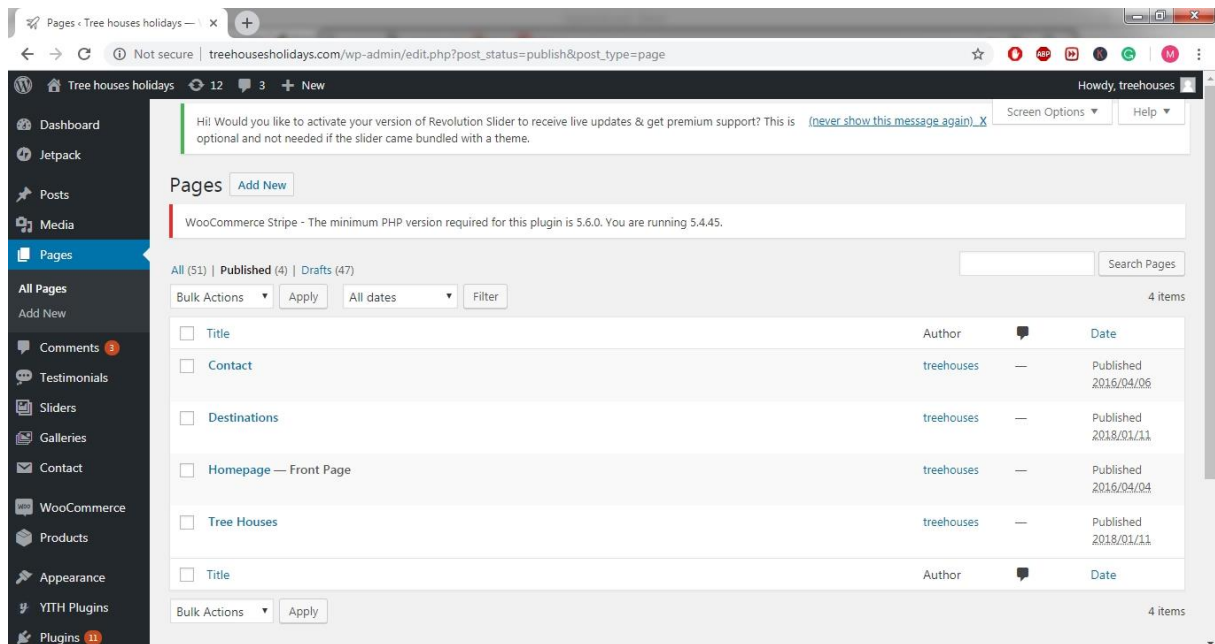 Pages ‹ Tree houses holidays —
Not secure | treehousesholidays.com/wp-admin/edit.php?post_status=publish&post_type=page
ABP K G M
Tree houses holidays 12 3 + New Howdy, treehouses
Dashboard
Jetpack
Posts
Media
Pages
All Pages
Add New
Comments 3
Testimonials
Sliders
Galleries
Contact
WooCommerce
Products
Appearance
YITH Plugins
Plugins 11
Hi! Would you like to activate your version of Revolution Slider to receive live updates & get premium support? This is (never show this message again) X
optional and not needed if the slider came bundled with a theme.
Screen Options ▼ Help ▼
Pages Add New
WooCommerce Stripe - The minimum PHP version required for this plugin is 5.6.0. You are running 5.4.45.
All (51) | Published (4) | Drafts (47)
Search Pages
Bulk Actions ▼ Apply All dates ▼ Filter 4 items
Title Author Date
Contact treehouses — Published
2016/04/06
Destinations treehouses — Published
2018/01/11
Homepage — Front Page treehouses — Published
2016/04/04
Tree Houses treehouses — Published
2018/01/11
Title Author Date
Bulk Actions ▼ Apply 4 items